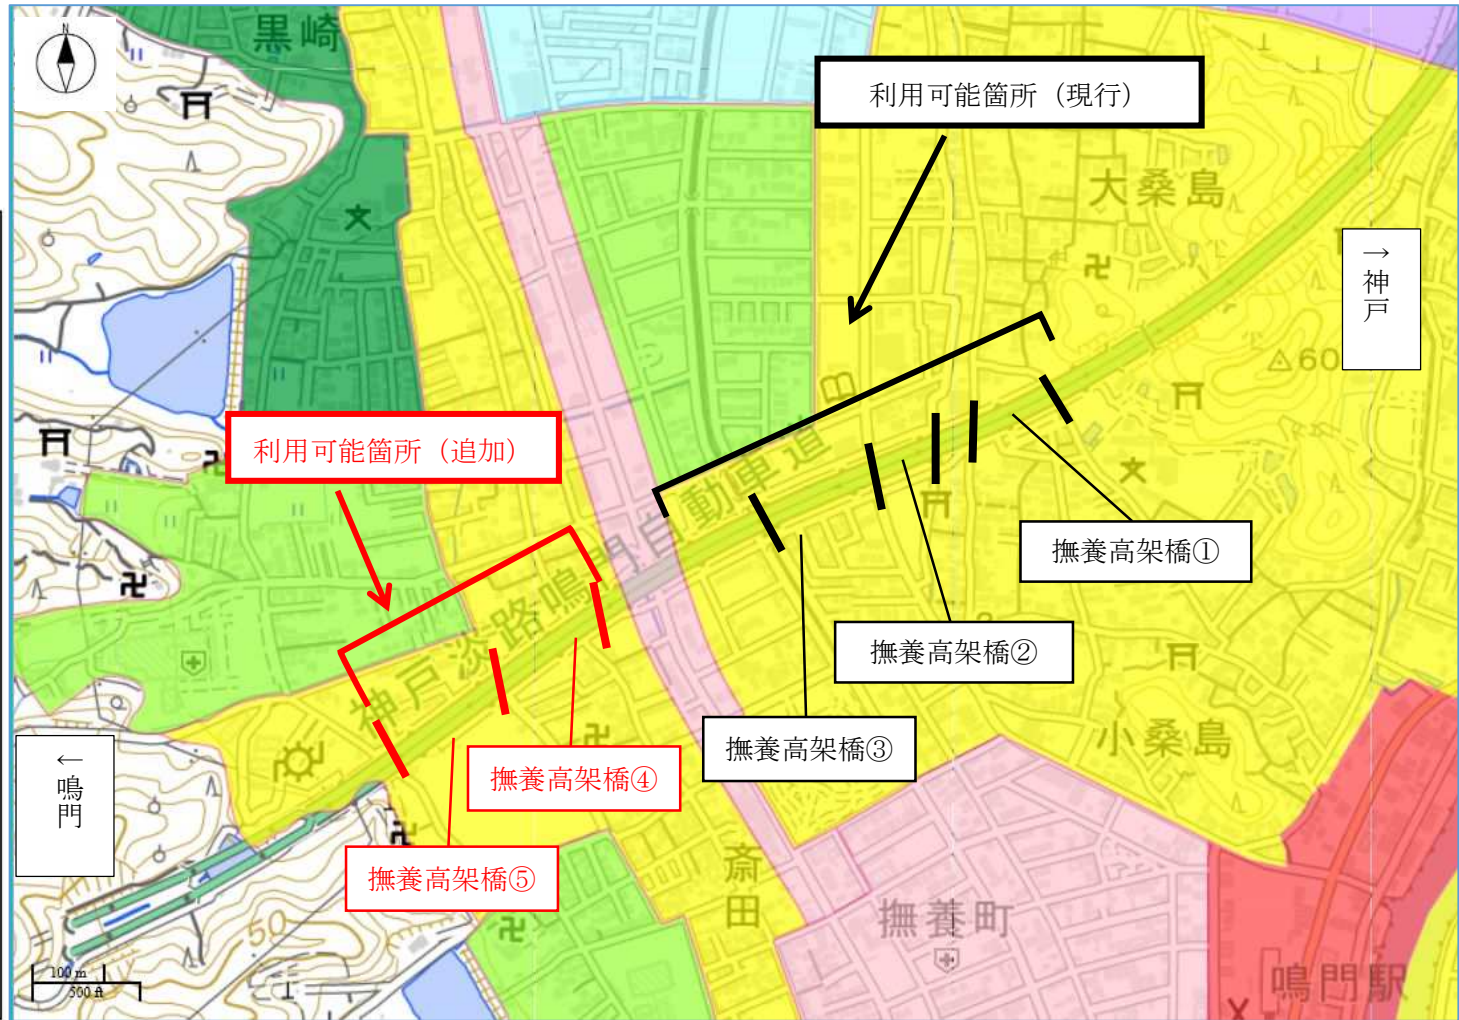 N
黒崎
利用可能箇所（現行）
大桑島
→神戸
60
利用可能箇所（追加）
神戸淡路鳴門自動車道
撫養高架橋①
撫養高架橋②
撫養高架橋③
小桑島
撫養高架橋④
←鳴門
撫養高架橋⑤
斎田
撫養町
50
鳴門駅
100 m
500 ft